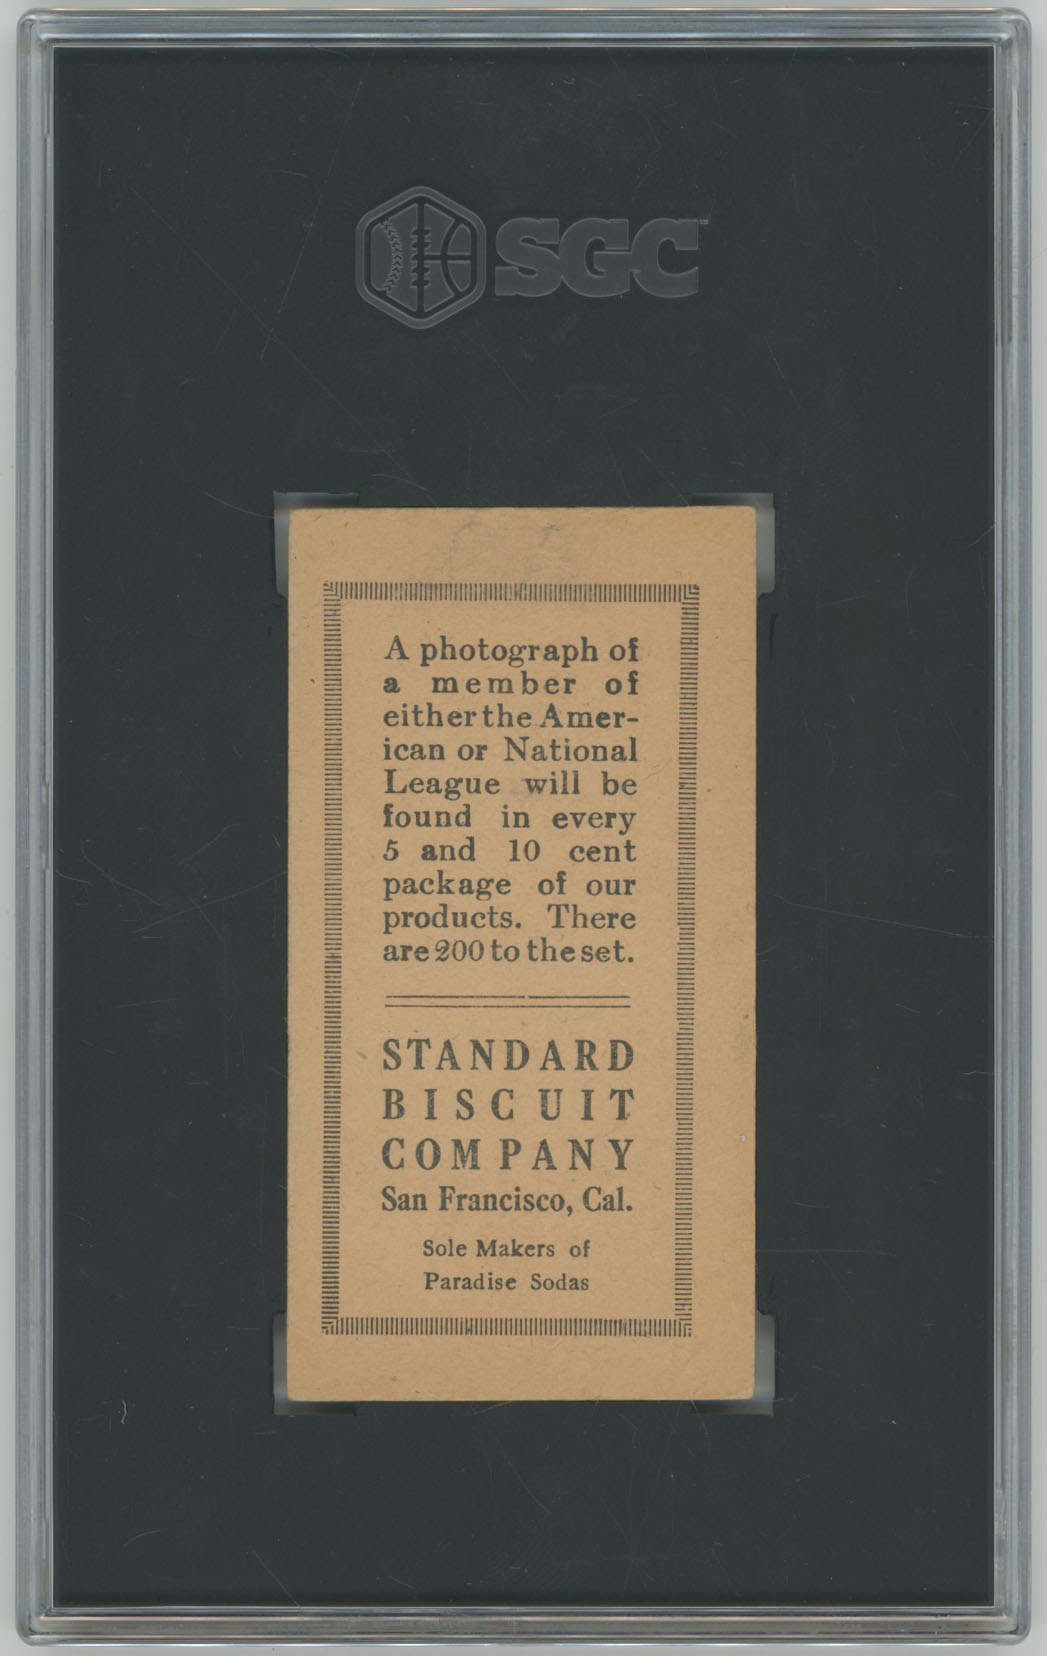 SGC™
A photograph of
a member of
either the Amer-
ican or National
League will be
found in every
5 and 10 cent
package of our
products. There
are 200 to the set.
STANDARD
BISCUIT
COMPANY
San Francisco, Cal.
Sole Makers of
Paradise Sodas